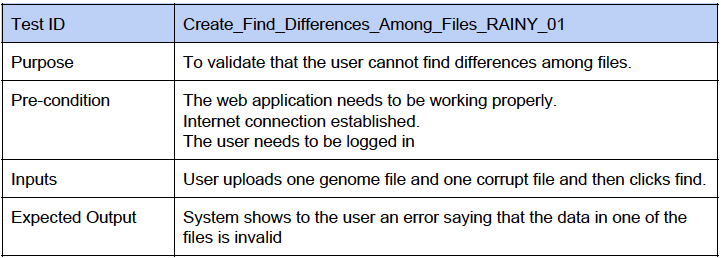 Test ID Create_Find_Differences_Among_Files_RAINY_01
Purpose To validate that the user cannot find differences among files.
Pre-condition The web application needs to be working properly.
Internet connection established.
The user needs to be logged in
Inputs User uploads one genome file and one corrupt file and then clicks find.
Expected Output System shows to the user an error saying that the data in one of the
files is invalid